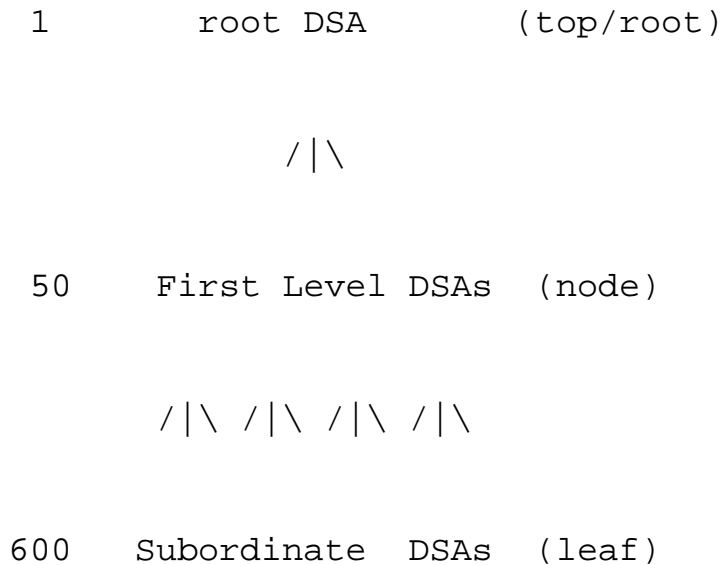 1 root DSA (top/root)
/|\
50 First Level DSAs (node)
/|\ /|\ /|\ /|\
600 Subordinate DSAs (leaf)